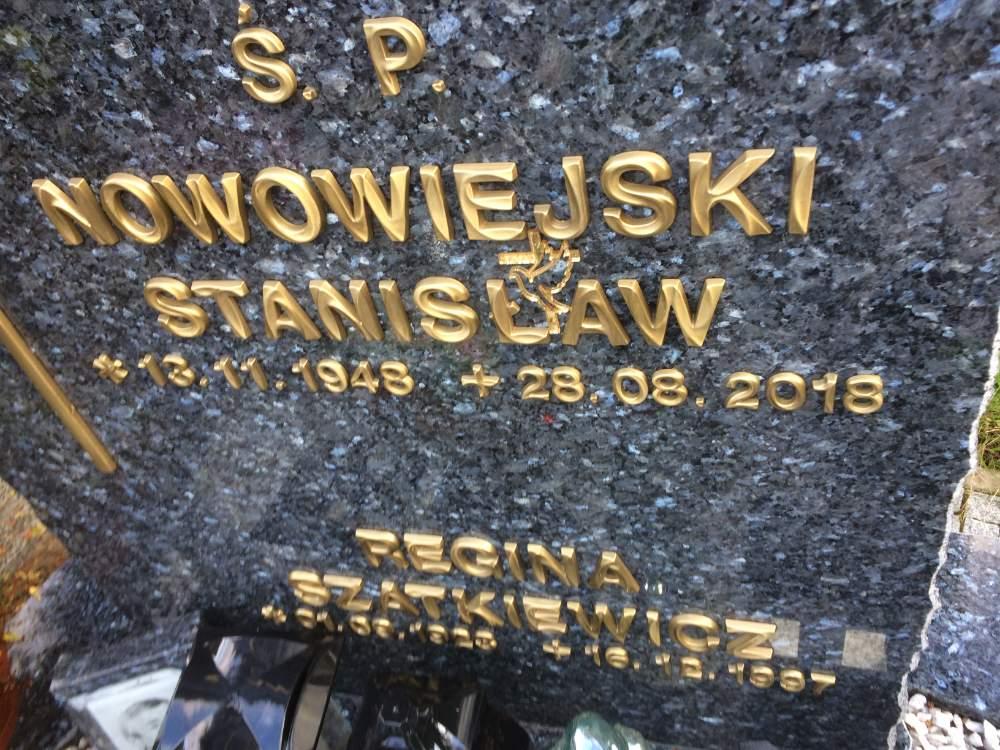 Ś. P.
NOWOWIEJSKI
STANISŁAW
* 13.11.1948 + 28.08.2018
REGINA
SZATKIEWICZ
+ 16.12.1997